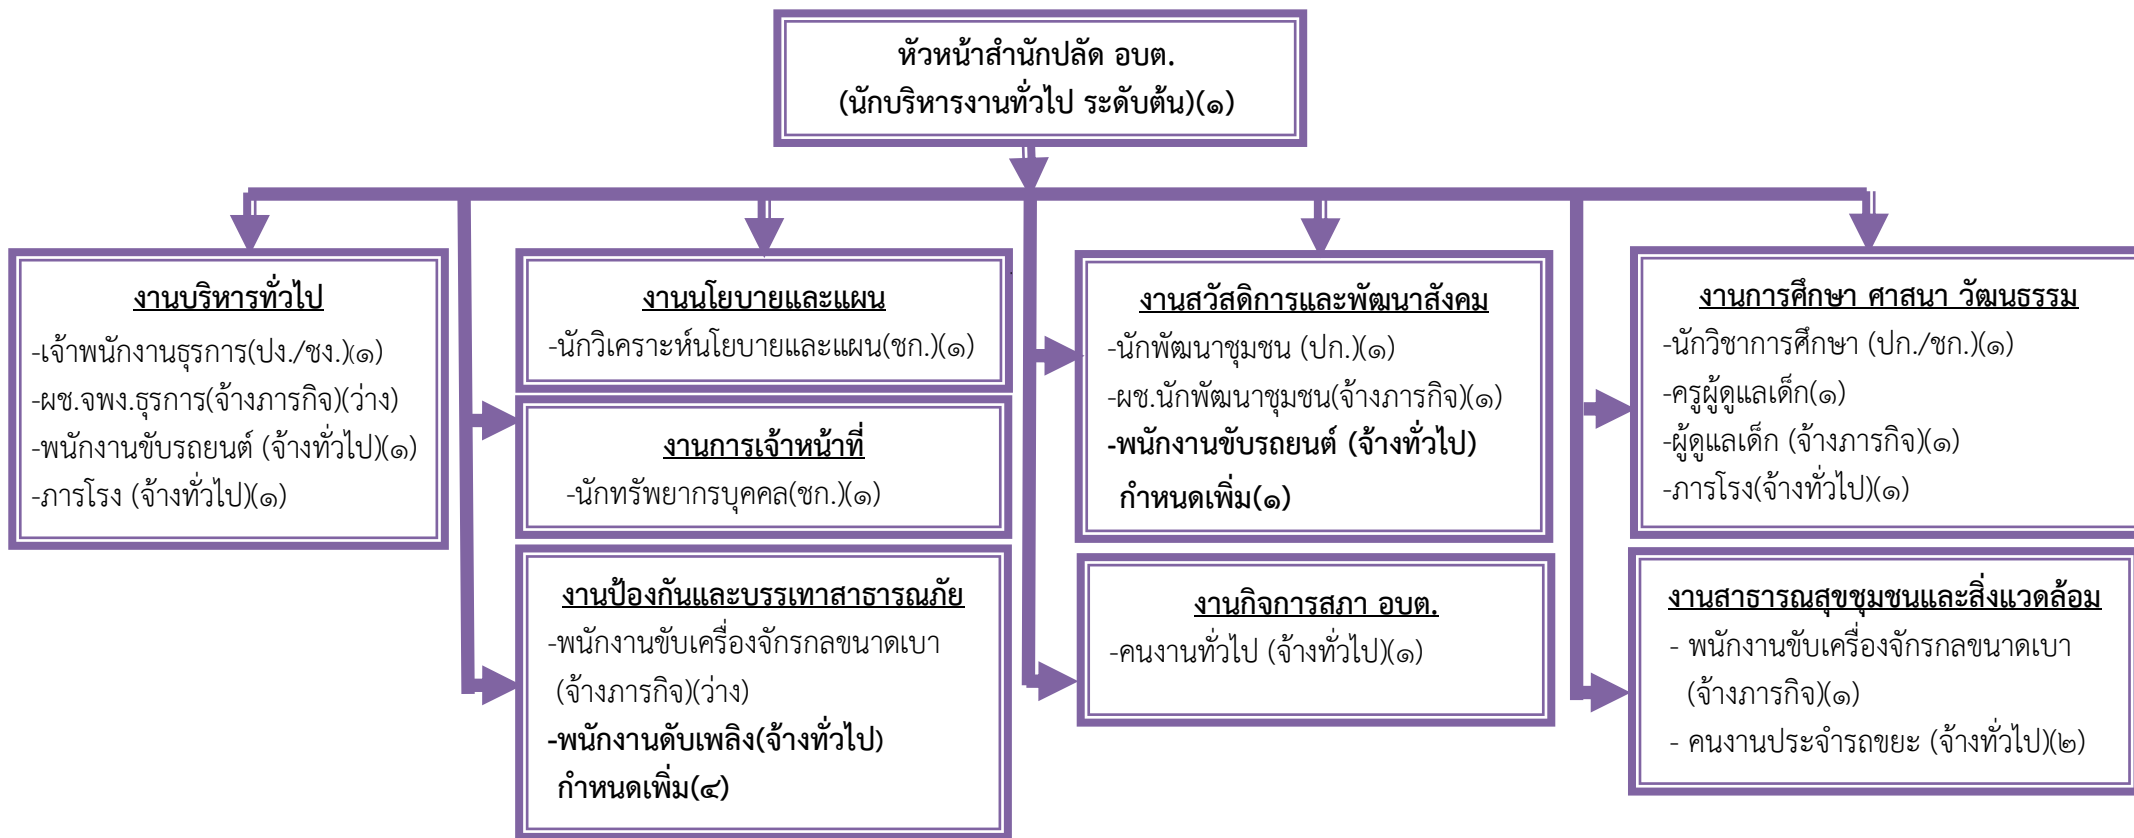 หัวหน้าสำนักปลัด อบต.
(นักบริหารงานทั่วไป ระดับต้น)(๑)
งานบริหารทั่วไป
-เจ้าพนักงานธุรการ(ปง./ชง.)(๑)
-ผช.จพง.ธุรการ(จ้างภารกิจ)(ว่าง)
-พนักงานขับรถยนต์ (จ้างทั่วไป)(๑)
-ภารโรง (จ้างทั่วไป)(๑)
งานนโยบายและแผน
-นักวิเคราะห์นโยบายและแผน(ชก.)(๑)
งานการเจ้าหน้าที่
-นักทรัพยากรบุคคล(ชก.)(๑)
งานป้องกันและบรรเทาสาธารณภัย
-พนักงานขับเครื่องจักรกลขนาดเบา
(จ้างภารกิจ)(ว่าง)
-พนักงานดับเพลิง(จ้างทั่วไป)
กำหนดเพิ่ม(๔)
งานสวัสดิการและพัฒนาสังคม
-นักพัฒนาชุมชน (ปก.)(๑)
-ผช.นักพัฒนาชุมชน(จ้างภารกิจ)(๑)
-พนักงานขับรถยนต์ (จ้างทั่วไป)
กำหนดเพิ่ม(๑)
งานกิจการสภา อบต.
-คนงานทั่วไป (จ้างทั่วไป)(๑)
งานการศึกษา ศาสนา วัฒนธรรม
-นักวิชาการศึกษา (ปก./ชก.)(๑)
-ครูผู้ดูแลเด็ก(๑)
-ผู้ดูแลเด็ก (จ้างภารกิจ)(๑)
-ภารโรง(จ้างทั่วไป)(๑)
งานสาธารณสุขชุมชนและสิ่งแวดล้อม
- พนักงานขับเครื่องจักรกลขนาดเบา
(จ้างภารกิจ)(๑)
- คนงานประจำรถขยะ (จ้างทั่วไป)(๒)